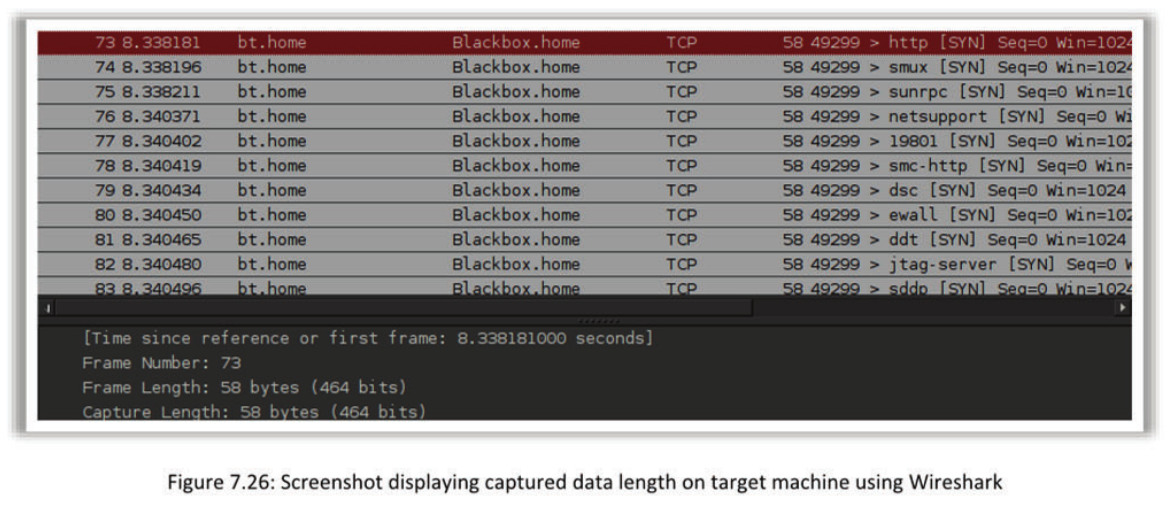 73 8.338181 bt.home Blackbox.home TCP 58 49299 > http [SYN] Seq=0 Win=1024
74 8.338196 bt.home Blackbox.home TCP 58 49299 > smux [SYN] Seq=0 Win=1024
75 8.338211 bt.home Blackbox.home TCP 58 49299 > sunrpc [SYN] Seq=0 Win=10
76 8.340371 bt.home Blackbox.home TCP 58 49299 > netsupport [SYN] Seq=0 Wi
77 8.340402 bt.home Blackbox.home TCP 58 49299 > 19801 [SYN] Seq=0 Win=102
78 8.340419 bt.home Blackbox.home TCP 58 49299 > smc-http [SYN] Seq=0 Win=
79 8.340434 bt.home Blackbox.home TCP 58 49299 > dsc [SYN] Seq=0 Win=1024
80 8.340450 bt.home Blackbox.home TCP 58 49299 > ewall [SYN] Seq=0 Win=102
81 8.340465 bt.home Blackbox.home TCP 58 49299 > ddt [SYN] Seq=0 Win=1024
82 8.340480 bt.home Blackbox.home TCP 58 49299 > jtag-server [SYN] Seq=0 W
83 8.340496 bt.home Blackbox.home TCP 58 49299 > sddp [SYN] Seq=0 Win=1024
[Time since reference or first frame: 8.338181000 seconds]
Frame Number: 73
Frame Length: 58 bytes (464 bits)
Capture Length: 58 bytes (464 bits)
Figure 7.26: Screenshot displaying captured data length on target machine using Wireshark